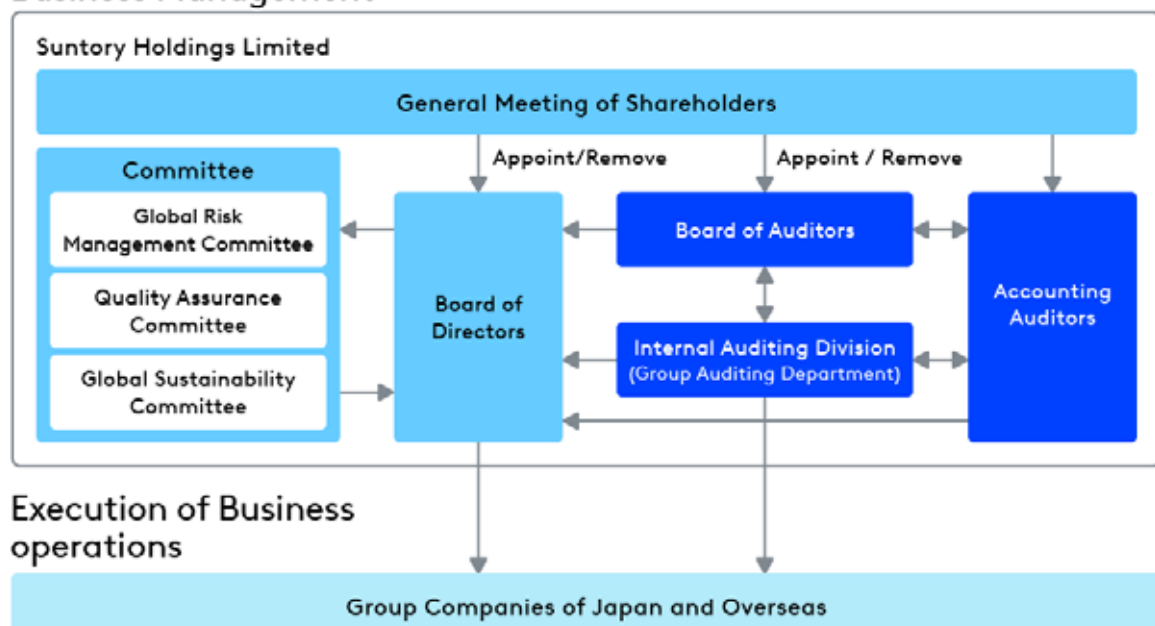 Business Management
Suntory Holdings Limited
General Meeting of Shareholders
Appoint/Remove
Appoint / Remove
Committee
Global Risk
Management Committee
Quality Assurance
Committee
Global Sustainability
Committee
Board of
Directors
Board of Auditors
Internal Auditing Division
(Group Auditing Department)
Accounting
Auditors
Execution of Business
operations
Group Companies of Japan and Overseas